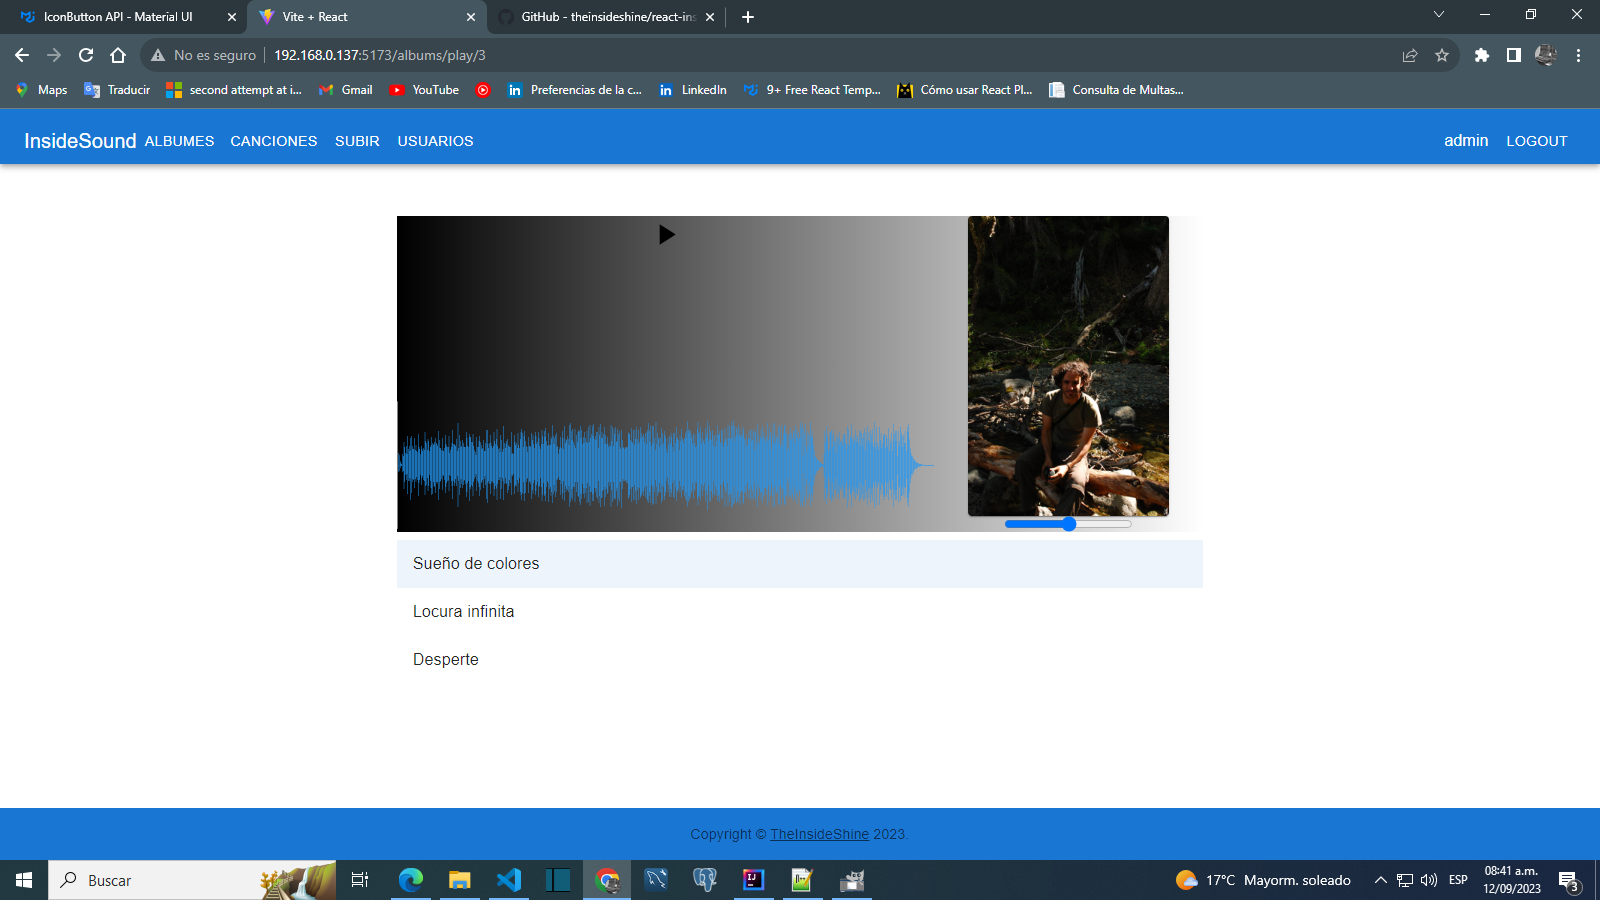 IconButton API - Material UI
Vite + React
GitHub - theinsideshine/react-ins
No es seguro
192.168.0.137:5173/albums/play/3
Maps
Traducir
second attempt at i...
Gmail
YouTube
Preferencias de la c...
LinkedIn
9+ Free React Temp...
Cómo usar React Pl...
Consulta de Multas...
InsideSound
ALBUMES
CANCIONES
SUBIR
USUARIOS
admin
LOGOUT
Sueño de colores
Locura infinita
Desperte
Copyright © TheInsideShine 2023.
Buscar
17°C Mayorm. soleado
ESP
08:41 a.m.
12/09/2023
3